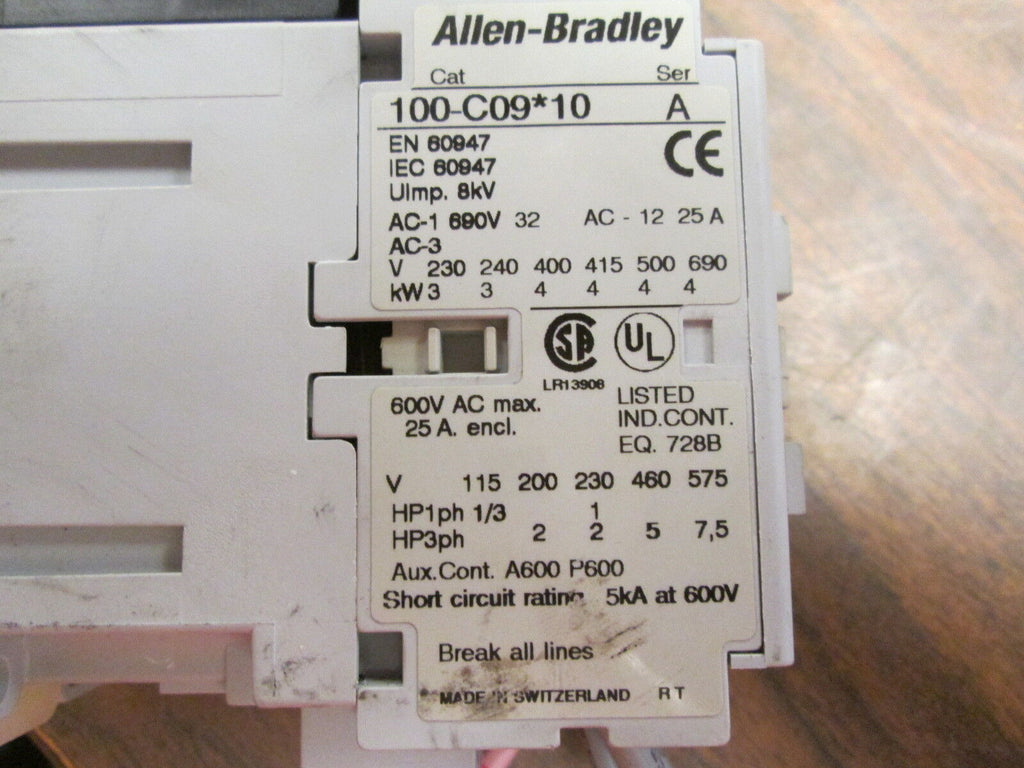 Allen-Bradley
Cat Ser
100-C09*10 A
EN 60947
IEC 60947
UImp. 8kV
CE
AC-1 690V 32 AC - 12 25 A
AC-3
V 230 240 400 415 500 690
kW 3 3 4 4 4 4
SA UL
LR13908
600V AC max.
25 A. encl.
LISTED
IND.CONT.
EQ. 728B
V 115 200 230 460 575
HP1ph 1/3 1
HP3ph 2 2 5 7,5
Aux.Cont. A600 P600
Short circuit rating 5kA at 600V
Break all lines
MADE IN SWITZERLAND R T